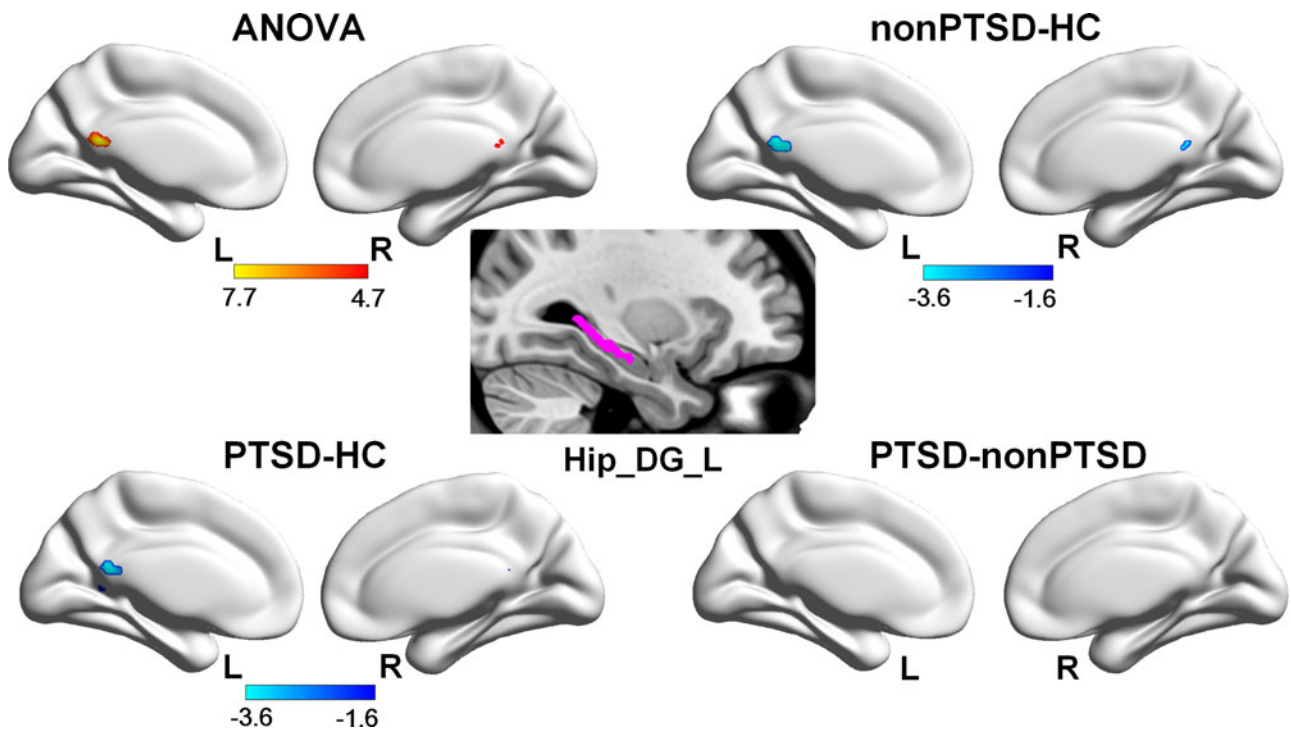 ANOVA
nonPTSD-HC
L R
7.7 4.7
L R
-3.6 -1.6
PTSD-HC
Hip_DG_L
PTSD-nonPTSD
L R
-3.6 -1.6
L R